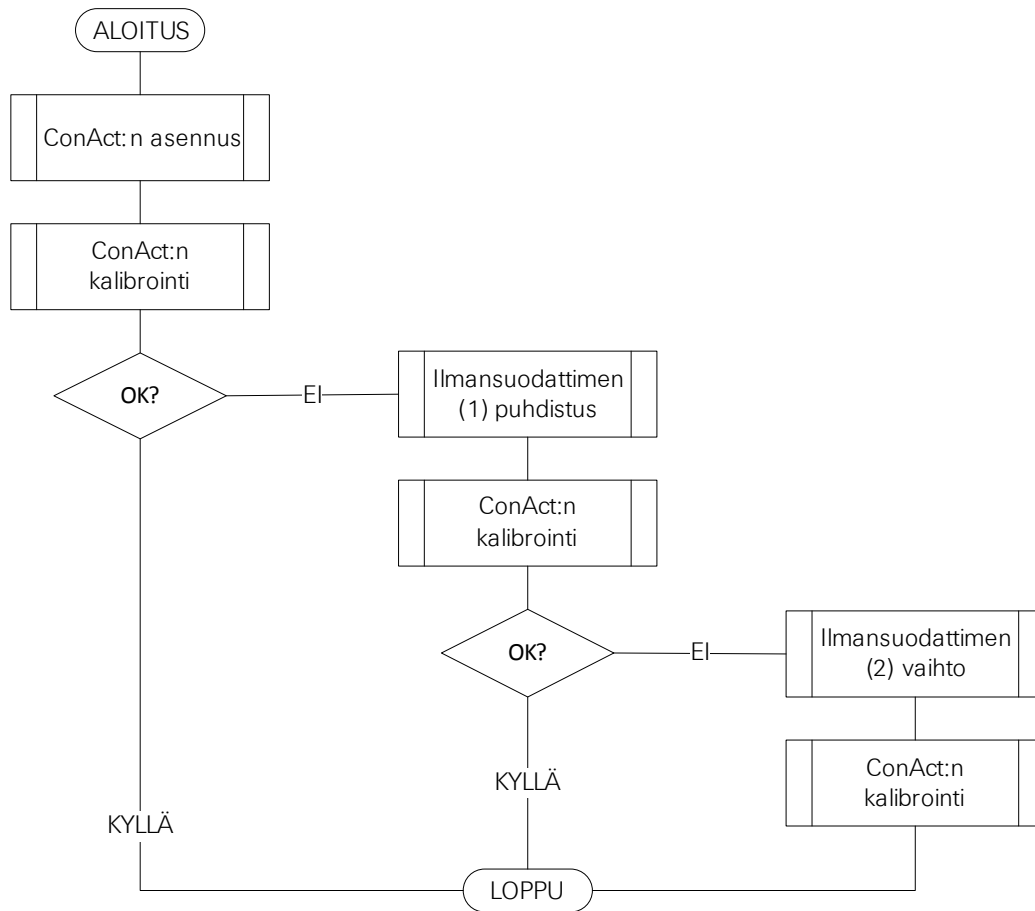 ALOITUS
ConAct:n asennus
ConAct:n
kalibrointi
OK?
EI
Ilmansuodattimen
(1) puhdistus
ConAct:n
kalibrointi
OK?
EI
Ilmansuodattimen
(2) vaihto
ConAct:n
kalibrointi
KYLLÄ
KYLLÄ
LOPPU